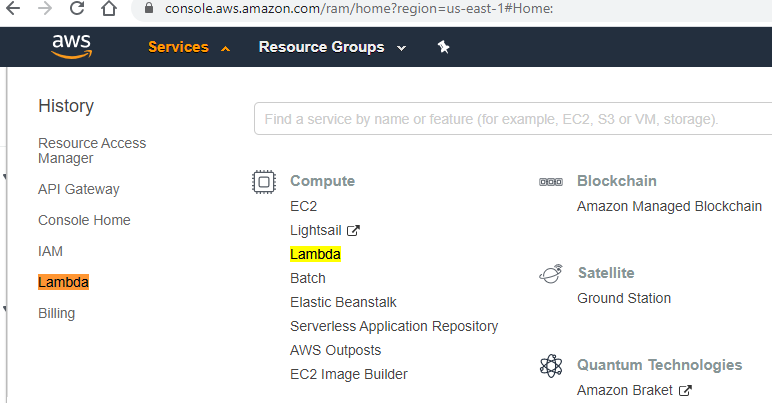 console.aws.amazon.com/ram/home?region=us-east-1#Home:
aws
Services
Resource Groups
History
Resource Access
Manager
API Gateway
Console Home
IAM
Lambda
Billing
Find a service by name or feature (for example, EC2, S3 or VM, storage).
Compute
EC2
Lightsail
Lambda
Batch
Elastic Beanstalk
Serverless Application Repository
AWS Outposts
EC2 Image Builder
Blockchain
Amazon Managed Blockchain
Satellite
Ground Station
Quantum Technologies
Amazon Braket